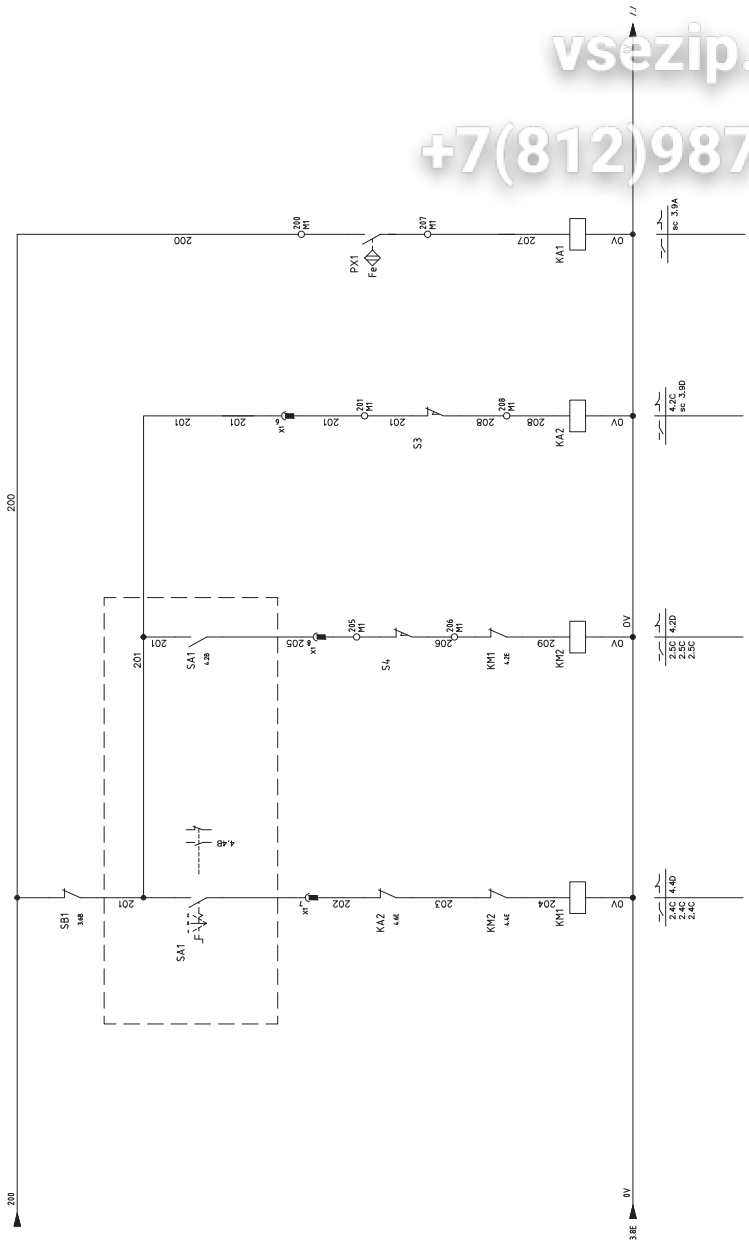 vsezip.
+7(812)987
0V
200
M1
207
M1
200
207
PX1
Fe
KA1
0V
sc 3.9A
201
201
6
X1
201
201
M1
201
208
208
M1
208
S3
KA2
0V
4.2C
sc 3.9D
200
201
201
SA1
4.2B
205
8
X1
205
M1
S4
206
206
M1
KM1
4.2E
209
KM2
0V
0V
4.2D
2.5C
2.5C
2.5C
4.4B
SB1
3.6B
201
SA1
7
X1
202
KA2
4.6E
203
KM2
4.4E
204
KM1
0V
4.4D
2.4C
2.4C
2.4C
200
0V
3.8E